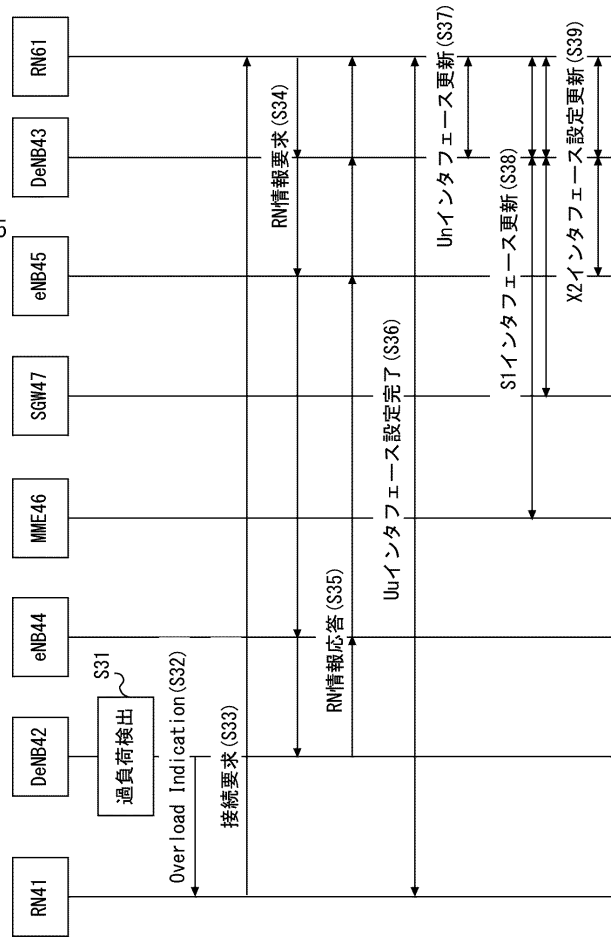 RN41
DeNB42
eNB44
MME46
SGW47
eNB45
DeNB43
RN61
過負荷検出
S31
Overload Indication(S32)
接続要求(S33)
RN情報要求(S34)
RN情報応答(S35)
Uuインタフェース設定完了(S36)
Unインタフェース更新(S37)
S1インタフェース更新(S38)
X2インタフェース設定更新(S39)